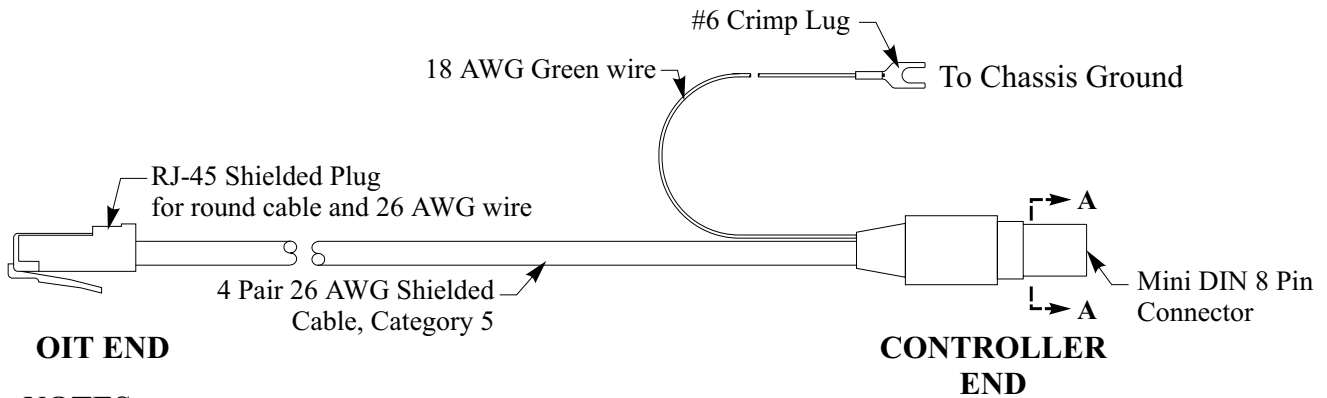 #6 Crimp Lug
18 AWG Green wire
To Chassis Ground
RJ-45 Shielded Plug
for round cable and 26 AWG wire
A
4 Pair 26 AWG Shielded
Cable, Category 5
Mini DIN 8 Pin
Connector
A
OIT END
CONTROLLER
END
NOTES